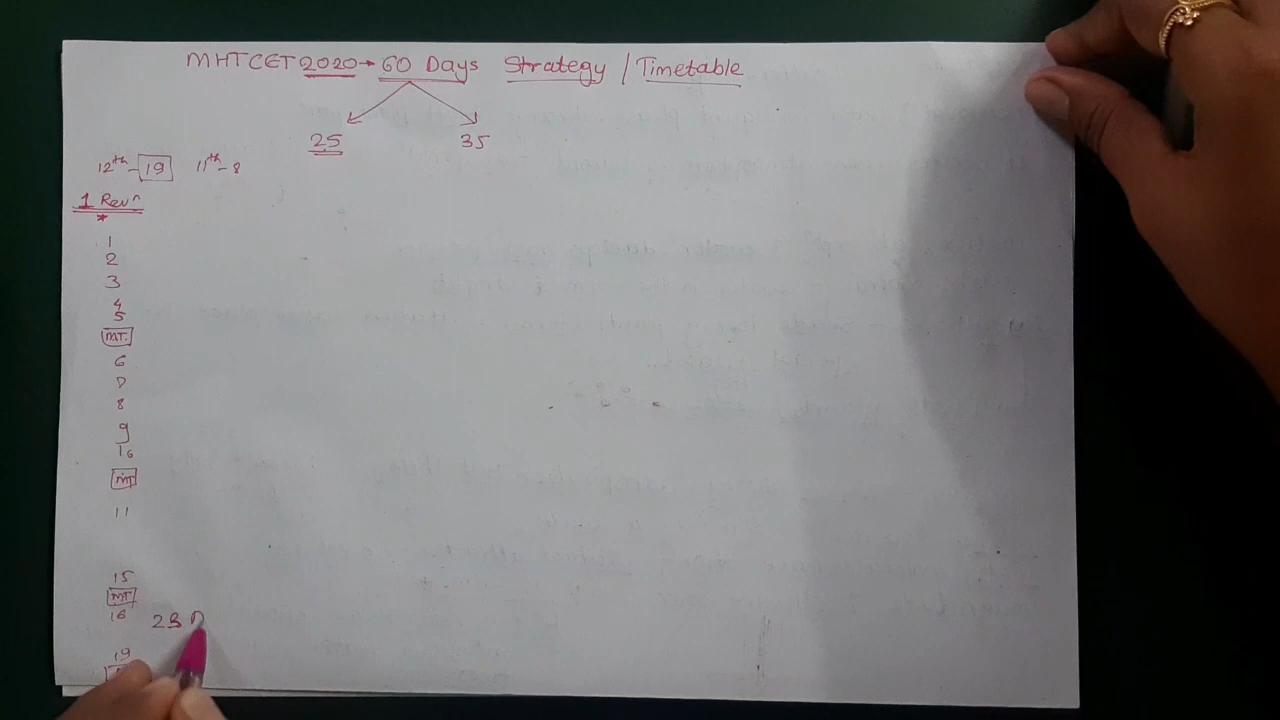 MHTCET 2020→ 60 Days Strategy / Timetable
25 35
12th - 19 11th - 8
1 Revn
*
1
2
3
4
5
MT.
6
7
8
9
10
MT
11
15
MT
16 23 D
19